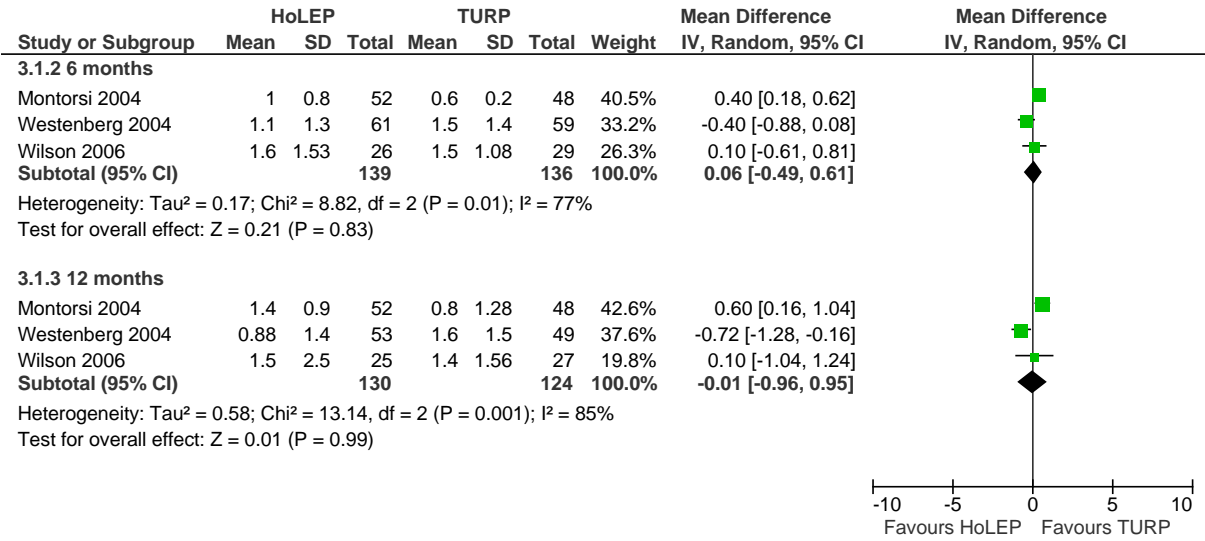 HoLEP TURP Mean Difference Mean Difference
Study or Subgroup Mean SD Total Mean SD Total Weight IV, Random, 95% CI IV, Random, 95% CI
3.1.2 6 months
Montorsi 2004 1 0.8 52 0.6 0.2 48 40.5% 0.40 [0.18, 0.62]
Westenberg 2004 1.1 1.3 61 1.5 1.4 59 33.2% -0.40 [-0.88, 0.08]
Wilson 2006 1.6 1.53 26 1.5 1.08 29 26.3% 0.10 [-0.61, 0.81]
Subtotal (95% CI) 139 136 100.0% 0.06 [-0.49, 0.61]
Heterogeneity: Tau² = 0.17; Chi² = 8.82, df = 2 (P = 0.01); I² = 77%
Test for overall effect: Z = 0.21 (P = 0.83)
3.1.3 12 months
Montorsi 2004 1.4 0.9 52 0.8 1.28 48 42.6% 0.60 [0.16, 1.04]
Westenberg 2004 0.88 1.4 53 1.6 1.5 49 37.6% -0.72 [-1.28, -0.16]
Wilson 2006 1.5 2.5 25 1.4 1.56 27 19.8% 0.10 [-1.04, 1.24]
Subtotal (95% CI) 130 124 100.0% -0.01 [-0.96, 0.95]
Heterogeneity: Tau² = 0.58; Chi² = 13.14, df = 2 (P = 0.001); I² = 85%
Test for overall effect: Z = 0.01 (P = 0.99)
-10 -5 0 5 10
Favours HoLEP Favours TURP